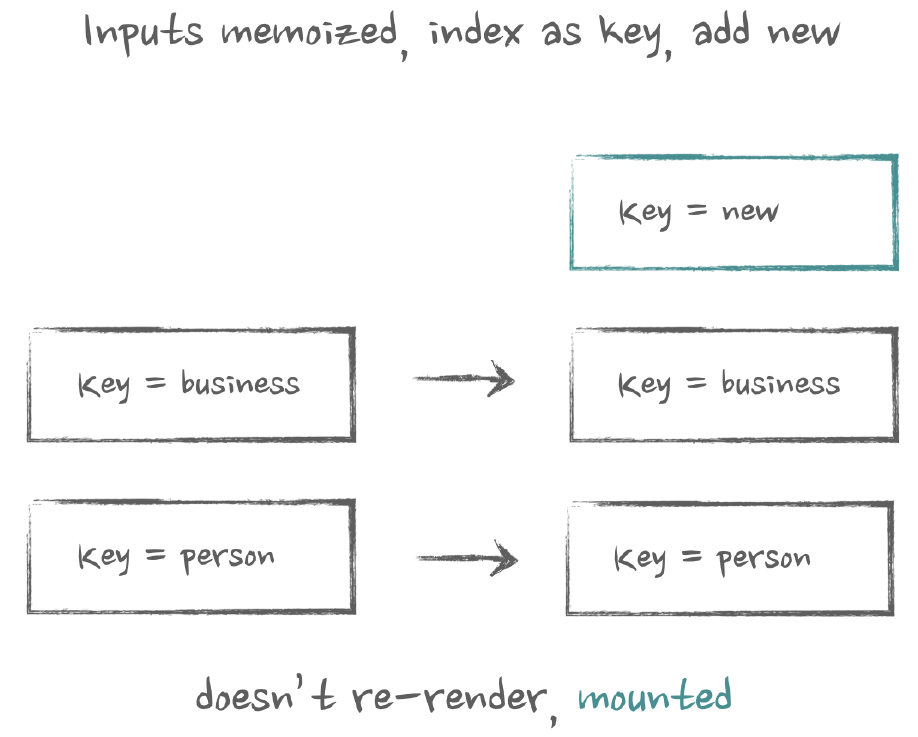 Inputs memoized, index as key, add new
Key = new
Key = business
Key = business
Key = person
Key = person
doesn't re-render, mounted